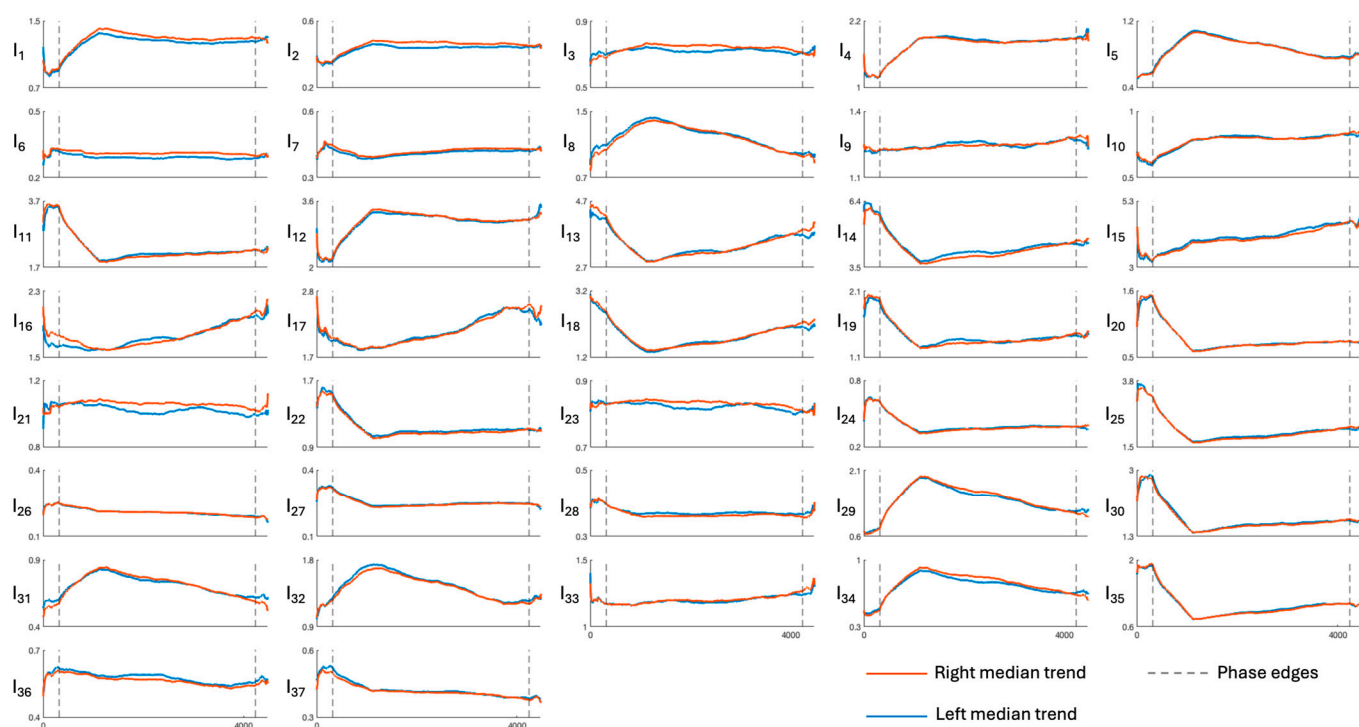 1.5 0.6 0.9 2.2 1.2
I1 I2 I3 I4 I5
0.7 0.2 0.3 1 0.4
0.5 0.6 1.5 1.4 1
I6 I7 I8 I9 I10
0.2 0.3 0.7 1.1 0.5
3.7 3.6 4.7 6.4 5.3
I11 I12 I13 I14 I15
1.7 2 2.7 3.5 3
2.3 2.6 3.2 2.1 1.6
I16 I17 I18 I19 I20
1.5 1.7 1.2 1.1 0.5
1.2 1.7 0.9 0.8 3.8
I21 I22 I23 I24 I25
0.8 0.9 0.6 0.2 1.5
0.4 0.4 0.5 2.1 3
I26 I27 I28 I29 I30
0.1 0.1 0.3 0.6 1.3
0.9 1.8 1.5 1 2
I31 I32 I33 I34 I35
0.4 0.9 1 0.3 0.6
0 4000 0 4000 0 4000
0.7 0.6
I36 I37 Right median trend Phase edges
0.4 0.3 Left median trend
0 4000 0 4000